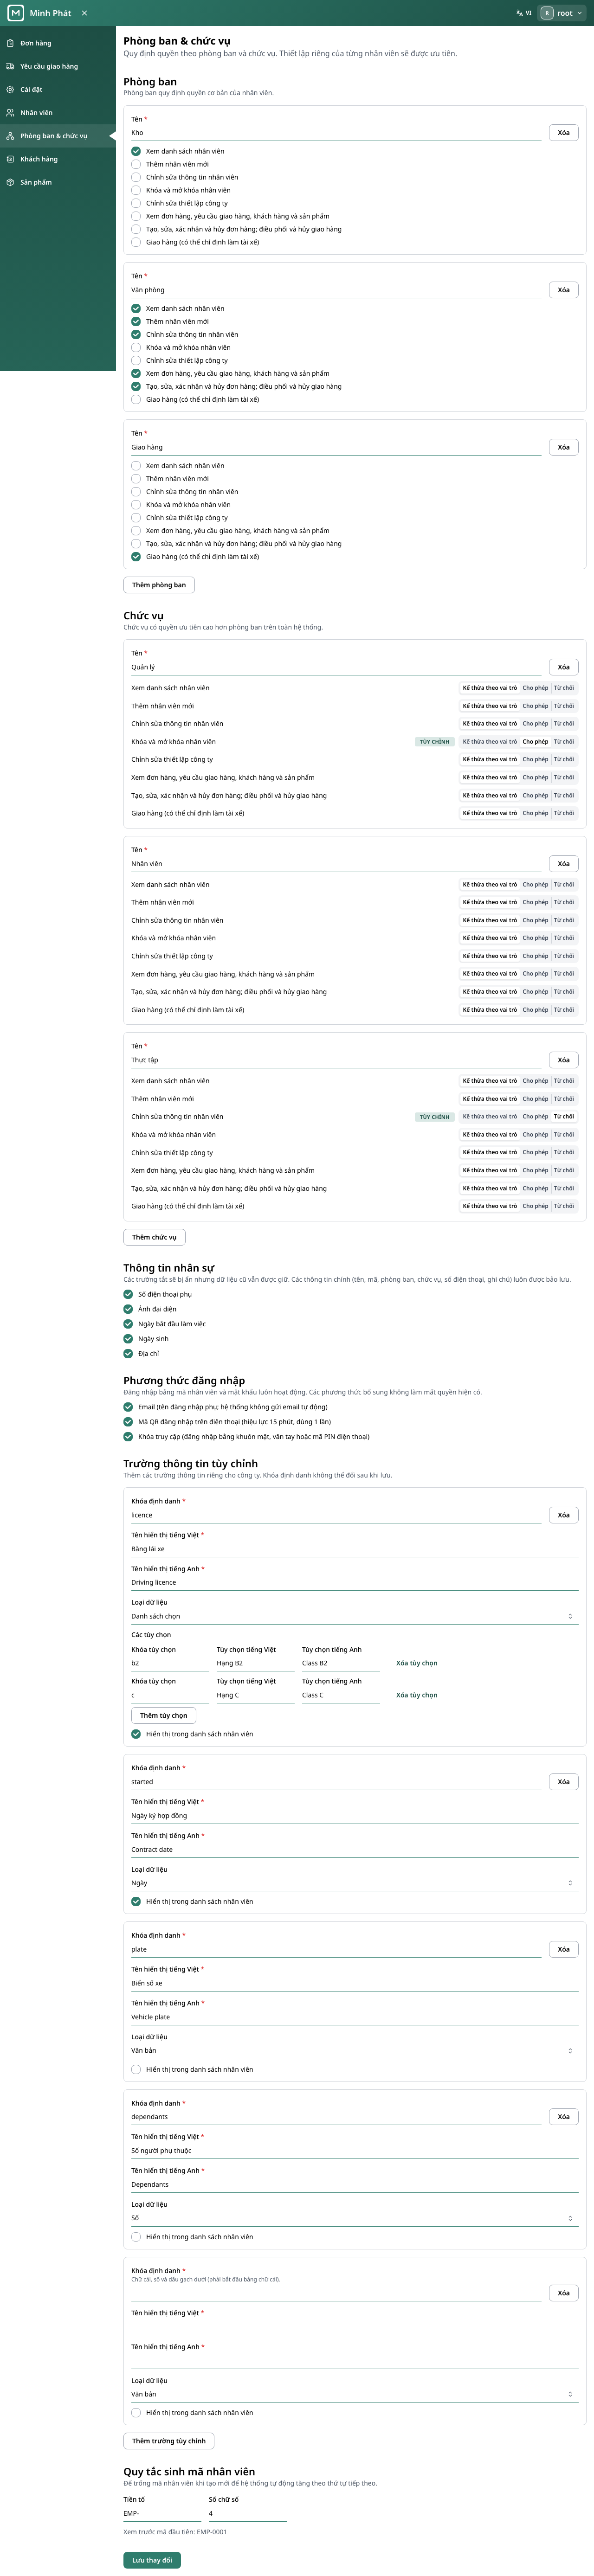 M Minh Phát VI R root
Đơn hàng
Yêu cầu giao hàng
Cài đặt
Nhân viên
Phòng ban & chức vụ
Khách hàng
Sản phẩm
Phòng ban & chức vụ
Quy định quyền theo phòng ban và chức vụ. Thiết lập riêng của từng nhân viên sẽ được ưu tiên.
Phòng ban
Phòng ban quy định quyền cơ bản của nhân viên.
Tên *
Kho Xóa
Xem danh sách nhân viên
Thêm nhân viên mới
Chỉnh sửa thông tin nhân viên
Khóa và mở khóa nhân viên
Chỉnh sửa thiết lập công ty
Xem đơn hàng, yêu cầu giao hàng, khách hàng và sản phẩm
Tạo, sửa, xác nhận và hủy đơn hàng; điều phối và hủy giao hàng
Giao hàng (có thể chỉ định làm tài xế)
Tên *
Văn phòng Xóa
Xem danh sách nhân viên
Thêm nhân viên mới
Chỉnh sửa thông tin nhân viên
Khóa và mở khóa nhân viên
Chỉnh sửa thiết lập công ty
Xem đơn hàng, yêu cầu giao hàng, khách hàng và sản phẩm
Tạo, sửa, xác nhận và hủy đơn hàng; điều phối và hủy giao hàng
Giao hàng (có thể chỉ định làm tài xế)
Tên *
Giao hàng Xóa
Xem danh sách nhân viên
Thêm nhân viên mới
Chỉnh sửa thông tin nhân viên
Khóa và mở khóa nhân viên
Chỉnh sửa thiết lập công ty
Xem đơn hàng, yêu cầu giao hàng, khách hàng và sản phẩm
Tạo, sửa, xác nhận và hủy đơn hàng; điều phối và hủy giao hàng
Giao hàng (có thể chỉ định làm tài xế)
Thêm phòng ban
Chức vụ
Chức vụ có quyền ưu tiên cao hơn phòng ban trên toàn hệ thống.
Tên *
Quản lý Xóa
Xem danh sách nhân viên Kế thừa theo vai trò Cho phép Từ chối
Thêm nhân viên mới Kế thừa theo vai trò Cho phép Từ chối
Chỉnh sửa thông tin nhân viên Kế thừa theo vai trò Cho phép Từ chối
Khóa và mở khóa nhân viên TÙY CHỈNH Kế thừa theo vai trò Cho phép Từ chối
Chỉnh sửa thiết lập công ty Kế thừa theo vai trò Cho phép Từ chối
Xem đơn hàng, yêu cầu giao hàng, khách hàng và sản phẩm Kế thừa theo vai trò Cho phép Từ chối
Tạo, sửa, xác nhận và hủy đơn hàng; điều phối và hủy giao hàng Kế thừa theo vai trò Cho phép Từ chối
Giao hàng (có thể chỉ định làm tài xế) Kế thừa theo vai trò Cho phép Từ chối
Tên *
Nhân viên Xóa
Xem danh sách nhân viên Kế thừa theo vai trò Cho phép Từ chối
Thêm nhân viên mới Kế thừa theo vai trò Cho phép Từ chối
Chỉnh sửa thông tin nhân viên Kế thừa theo vai trò Cho phép Từ chối
Khóa và mở khóa nhân viên Kế thừa theo vai trò Cho phép Từ chối
Chỉnh sửa thiết lập công ty Kế thừa theo vai trò Cho phép Từ chối
Xem đơn hàng, yêu cầu giao hàng, khách hàng và sản phẩm Kế thừa theo vai trò Cho phép Từ chối
Tạo, sửa, xác nhận và hủy đơn hàng; điều phối và hủy giao hàng Kế thừa theo vai trò Cho phép Từ chối
Giao hàng (có thể chỉ định làm tài xế) Kế thừa theo vai trò Cho phép Từ chối
Tên *
Thực tập Xóa
Xem danh sách nhân viên Kế thừa theo vai trò Cho phép Từ chối
Thêm nhân viên mới Kế thừa theo vai trò Cho phép Từ chối
Chỉnh sửa thông tin nhân viên TÙY CHỈNH Kế thừa theo vai trò Cho phép Từ chối
Khóa và mở khóa nhân viên Kế thừa theo vai trò Cho phép Từ chối
Chỉnh sửa thiết lập công ty Kế thừa theo vai trò Cho phép Từ chối
Xem đơn hàng, yêu cầu giao hàng, khách hàng và sản phẩm Kế thừa theo vai trò Cho phép Từ chối
Tạo, sửa, xác nhận và hủy đơn hàng; điều phối và hủy giao hàng Kế thừa theo vai trò Cho phép Từ chối
Giao hàng (có thể chỉ định làm tài xế) Kế thừa theo vai trò Cho phép Từ chối
Thêm chức vụ
Thông tin nhân sự
Các trường tắt sẽ bị ẩn nhưng dữ liệu cũ vẫn được giữ. Các thông tin chính (tên, mã, phòng ban, chức vụ, số điện thoại, ghi chú) luôn được bảo lưu.
Số điện thoại phụ
Ảnh đại diện
Ngày bắt đầu làm việc
Ngày sinh
Địa chỉ
Phương thức đăng nhập
Đăng nhập bằng mã nhân viên và mật khẩu luôn hoạt động. Các phương thức bổ sung không làm mất quyền hiện có.
Email (tên đăng nhập phụ; hệ thống không gửi email tự động)
Mã QR đăng nhập trên điện thoại (hiệu lực 15 phút, dùng 1 lần)
Khóa truy cập (đăng nhập bằng khuôn mặt, vân tay hoặc mã PIN điện thoại)
Trường thông tin tùy chỉnh
Thêm các trường thông tin riêng cho công ty. Khóa định danh không thể đổi sau khi lưu.
Khóa định danh *
licence Xóa
Tên hiển thị tiếng Việt *
Bằng lái xe
Tên hiển thị tiếng Anh *
Driving licence
Loại dữ liệu
Danh sách chọn
Các tùy chọn
Khóa tùy chọn Tùy chọn tiếng Việt Tùy chọn tiếng Anh
b2 Hạng B2 Class B2 Xóa tùy chọn
Khóa tùy chọn Tùy chọn tiếng Việt Tùy chọn tiếng Anh
c Hạng C Class C Xóa tùy chọn
Thêm tùy chọn
Hiển thị trong danh sách nhân viên
Khóa định danh *
started Xóa
Tên hiển thị tiếng Việt *
Ngày ký hợp đồng
Tên hiển thị tiếng Anh *
Contract date
Loại dữ liệu
Ngày
Hiển thị trong danh sách nhân viên
Khóa định danh *
plate Xóa
Tên hiển thị tiếng Việt *
Biển số xe
Tên hiển thị tiếng Anh *
Vehicle plate
Loại dữ liệu
Văn bản
Hiển thị trong danh sách nhân viên
Khóa định danh *
dependants Xóa
Tên hiển thị tiếng Việt *
Số người phụ thuộc
Tên hiển thị tiếng Anh *
Dependants
Loại dữ liệu
Số
Hiển thị trong danh sách nhân viên
Khóa định danh *
Chữ cái, số và dấu gạch dưới (phải bắt đầu bằng chữ cái).
Xóa
Tên hiển thị tiếng Việt *
Tên hiển thị tiếng Anh *
Loại dữ liệu
Văn bản
Hiển thị trong danh sách nhân viên
Thêm trường tùy chỉnh
Quy tắc sinh mã nhân viên
Để trống mã nhân viên khi tạo mới để hệ thống tự động tăng theo thứ tự tiếp theo.
Tiền tố Số chữ số
EMP- 4
Xem trước mã đầu tiên: EMP-0001
Lưu thay đổi